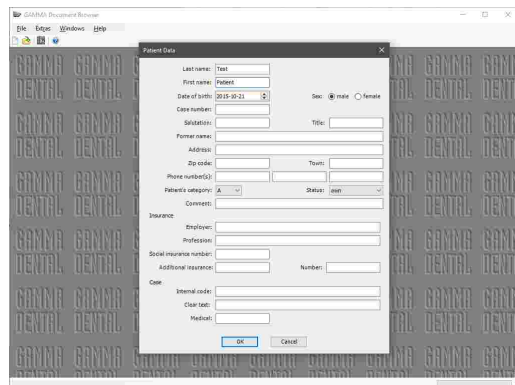 GAMMA Document Browser
File Extras Windows Help
Patient Data
Last name: Test
First name: Patient
Date of birth: 2015-10-21 Sex: male female
Case number:
Salutation: Title:
Former name:
Address:
Zip code: Town:
Phone number(s):
Patient's category: A Status: own
Comment:
Insurance
Employer:
Profession:
Social insurance number:
Additional insurance: Number:
Case
Internal code:
Clear text:
Medical:
OK Cancel
GAMMA DENTAL